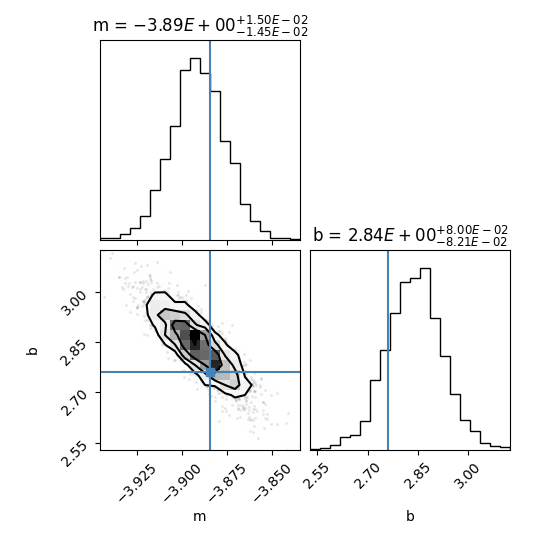 m = −3.89E + 00 +1.50E − 02 −1.45E − 02
b = 2.84E + 00 +8.00E − 02 −8.21E − 02
b
3.00
2.85
2.70
2.55
−3.925 −3.900 −3.875 −3.850
2.55 2.70 2.85 3.00
m
b